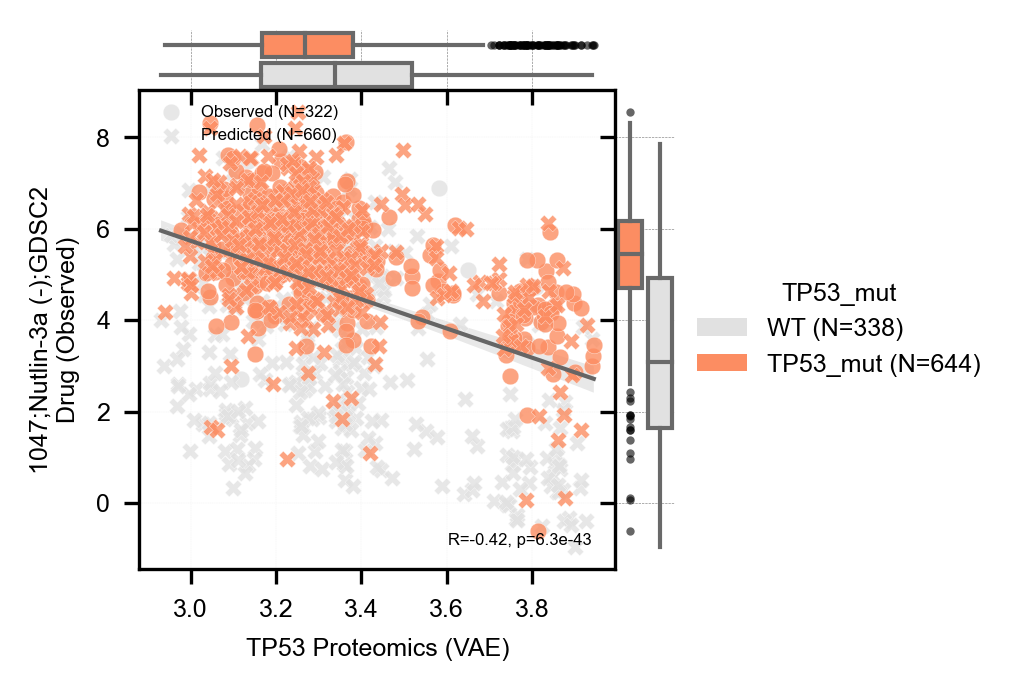 Observed (N=322)
Predicted (N=660)
8
6
4
2
0
1047;Nutlin-3a (-);GDSC2
Drug (Observed)
R=-0.42, p=6.3e-43
3.0 3.2 3.4 3.6 3.8
TP53 Proteomics (VAE)
TP53_mut
WT (N=338)
TP53_mut (N=644)